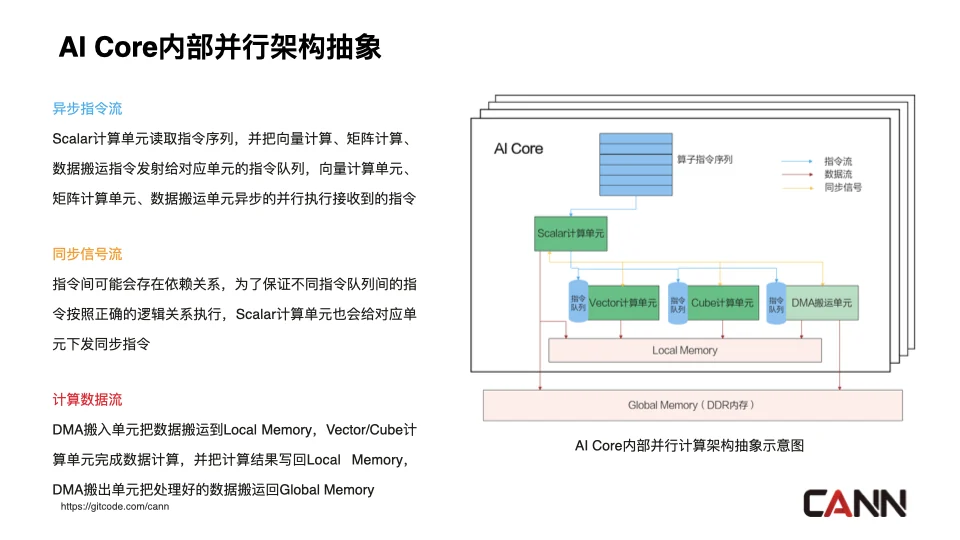 AI Core内部并行架构抽象
异步指令流
Scalar计算单元读取指令序列，并把向量计算、矩阵计算、
数据搬运指令发射给对应单元的指令队列，向量计算单元、
矩阵计算单元、数据搬运单元异步的并行执行接收到的指令
同步信号流
指令间可能会存在依赖关系，为了保证不同指令队列间的指
令按照正确的逻辑关系执行，Scalar计算单元也会给对应单
元下发同步指令
计算数据流
DMA搬入单元把数据搬运到Local Memory，Vector/Cube计
算单元完成数据计算，并把计算结果写回Local Memory，
DMA搬出单元把处理好的数据搬运回Global Memory
https://gitcode.com/cann
AI Core
算子指令序列
指令流
数据流
同步信号
Scalar计算单元
指令
队列
Vector计算单元
指令
队列
Cube计算单元
指令
队列
DMA搬运单元
Local Memory
Global Memory（DDR内存）
AI Core内部并行计算架构抽象示意图
CANN